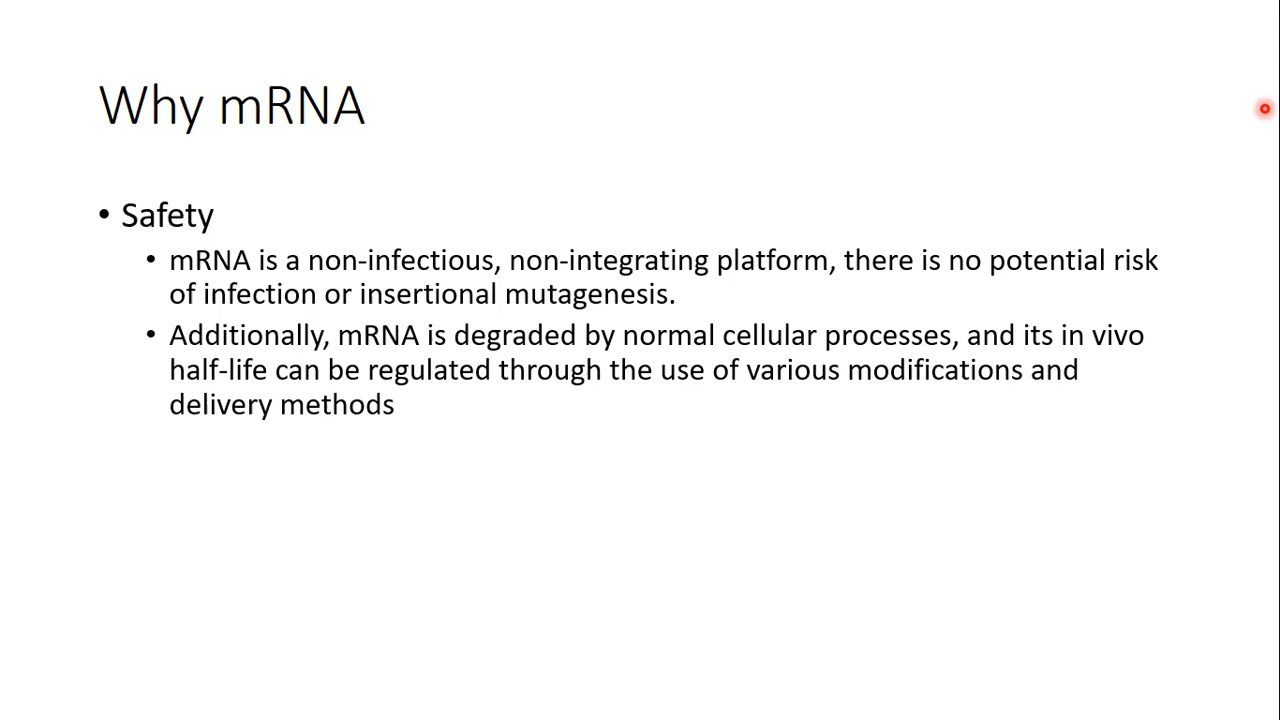 Why mRNA
• Safety
• mRNA is a non-infectious, non-integrating platform, there is no potential risk
of infection or insertional mutagenesis.
• Additionally, mRNA is degraded by normal cellular processes, and its in vivo
half-life can be regulated through the use of various modifications and
delivery methods